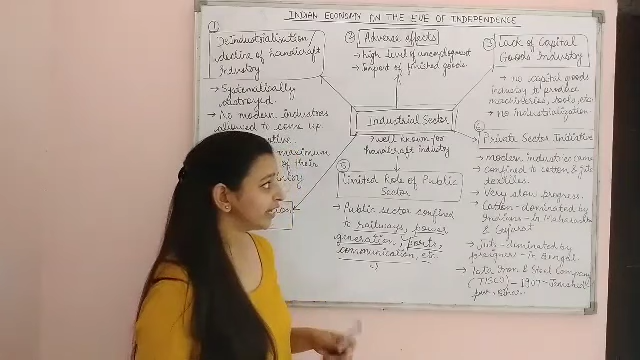 INDIAN ECONOMY ON THE EVE OF INDEPENDENCE
1
Deindustrialisation
decline of handicraft
Industry
→ Systematically
destroyed.
→ No modern industries
allowed to come up.
maximum
of their
2 Adverse effects
→ High level of unemployment
→ Import of finished goods.
Industrial Sector
→ well known for
handicraft industry
5
Limited Role of Public
Sector
→ Public sector confined
to railways, power
generation, ports,
communication, etc.
3 Lack of Capital
Goods Industry
→ no capital goods
industry to produce
machineries, tools, etc.
→ no industrialization.
Private Sector Initiative
→ modern industries came
→ confined to cotton & jute
textiles.
→ Very slow progress.
→ Cotton - dominated by
Indians - in Maharashtra
& Gujarat
→ Jute - dominated by
foreigners - in Bengal
→ Tata Iron & Steel Company
(TISCO) - 1907 -